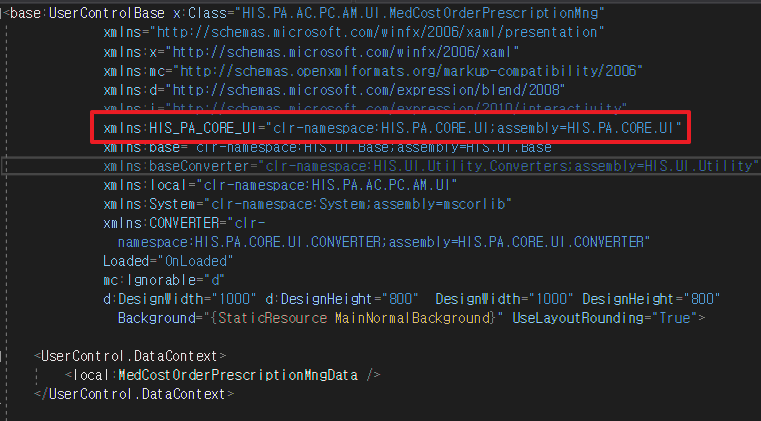 <base:UserControlBase x:Class="HIS.PA.AC.PC.AM.UI.MedCostOrderPrescriptionMng"
xmlns="http://schemas.microsoft.com/winfx/2006/xaml/presentation"
xmlns:x="http://schemas.microsoft.com/winfx/2006/xaml"
xmlns:mc="http://schemas.openxmlformats.org/markup-compatibility/2006"
xmlns:d="http://schemas.microsoft.com/expression/blend/2008"
xmlns:i="http://schemas.microsoft.com/expression/2010/interactivity"
xmlns:HIS_PA_CORE_UI="clr-namespace:HIS.PA.CORE.UI;assembly=HIS.PA.CORE.UI"
xmlns:base="clr-namespace:HIS.UI.Base;assembly=HIS.UI.Base"
xmlns:baseConverter="clr-namespace:HIS.UI.Utility.Converters;assembly=HIS.UI.Utility"
xmlns:local="clr-namespace:HIS.PA.AC.PC.AM.UI"
xmlns:System="clr-namespace:System;assembly=mscorlib"
xmlns:CONVERTER="clr-
namespace:HIS.PA.CORE.UI.CONVERTER;assembly=HIS.PA.CORE.UI.CONVERTER"
Loaded="OnLoaded"
mc:Ignorable="d"
d:DesignWidth="1000" d:DesignHeight="800" DesignWidth="1000" DesignHeight="800"
Background="{StaticResource MainNormalBackground}" UseLayoutRounding="True">
<UserControl.DataContext>
<local:MedCostOrderPrescriptionMngData />
</UserControl.DataContext>